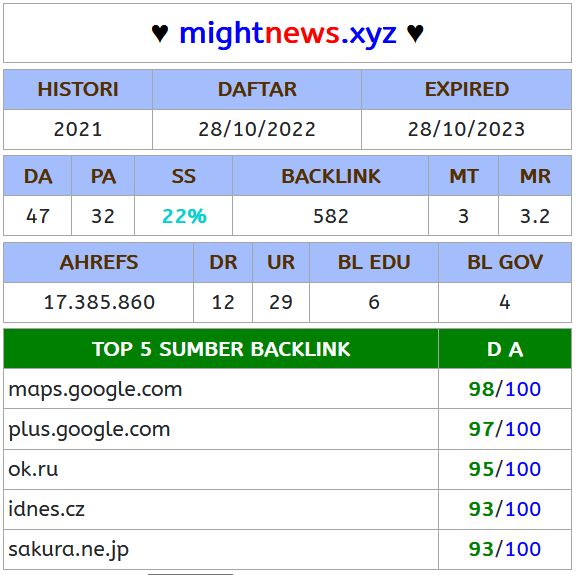 ♥ mightnews.xyz ♥
HISTORI DAFTAR EXPIRED
2021 28/10/2022 28/10/2023
DA PA SS BACKLINK MT MR
47 32 22% 582 3 3.2
AHREFS DR UR BL EDU BL GOV
17.385.860 12 29 6 4
TOP 5 SUMBER BACKLINK D A
maps.google.com 98/100
plus.google.com 97/100
ok.ru 95/100
idnes.cz 93/100
sakura.ne.jp 93/100